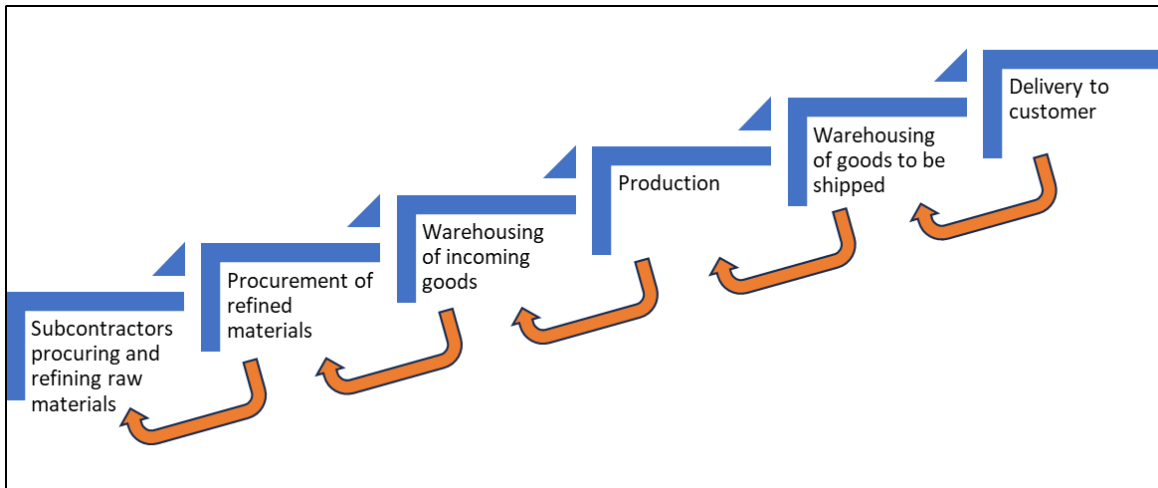 Subcontractors
procuring and
refining raw
materials
Procurement of
refined
materials
Warehousing
of incoming
goods
Production
Warehousing
of goods to be
shipped
Delivery to
customer